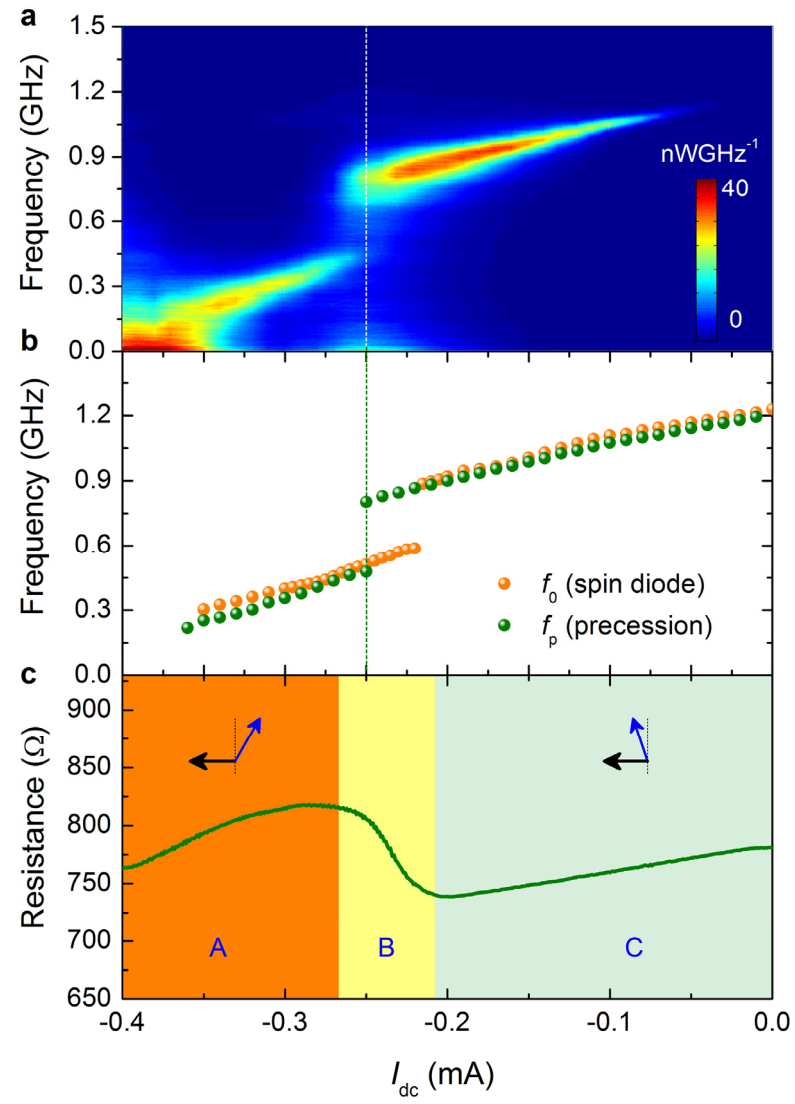 a
1.5
1.2
0.9
0.6
0.3
0.0
Frequency (GHz)
nWGHz⁻¹
40
0
b
1.2
0.9
0.6
0.3
0.0
Frequency (GHz)
f₀ (spin diode)
fₚ (precession)
c
900
850
800
750
700
650
Resistance (Ω)
A
B
C
-0.4
-0.3
-0.2
-0.1
0.0
I_dc (mA)